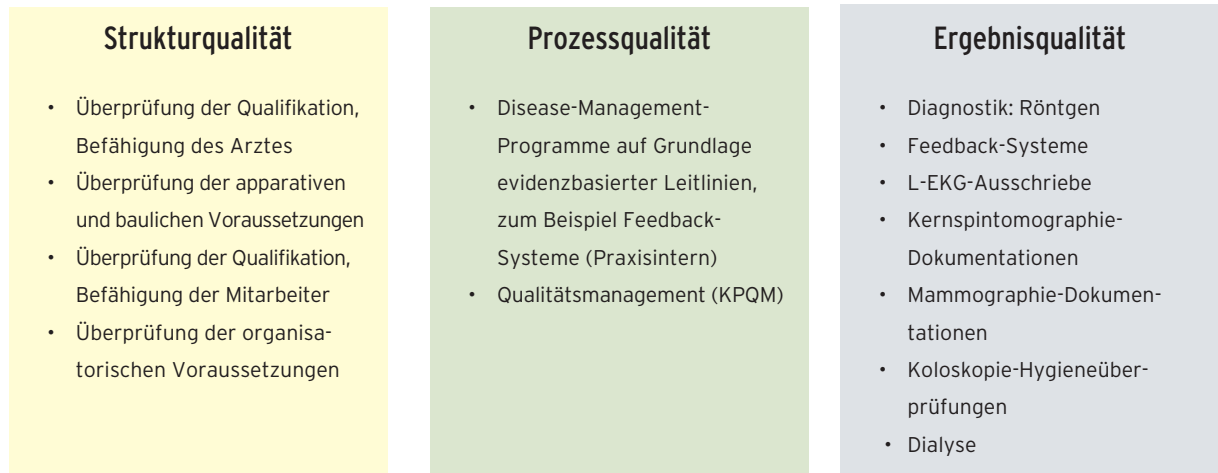 Strukturqualität
• Überprüfung der Qualifikation,
Befähigung des Arztes
• Überprüfung der apparativen
und baulichen Voraussetzungen
• Überprüfung der Qualifikation,
Befähigung der Mitarbeiter
• Überprüfung der organisa-
torischen Voraussetzungen
Prozessqualität
• Disease-Management-
Programme auf Grundlage
evidenzbasierter Leitlinien,
zum Beispiel Feedback-
Systeme (Praxisintern)
• Qualitätsmanagement (KPQM)
Ergebnisqualität
• Diagnostik: Röntgen
• Feedback-Systeme
• L-EKG-Ausschriebe
• Kernspintomographie-
Dokumentationen
• Mammographie-Dokumen-
tationen
• Koloskopie-Hygieneüber-
prüfungen
• Dialyse